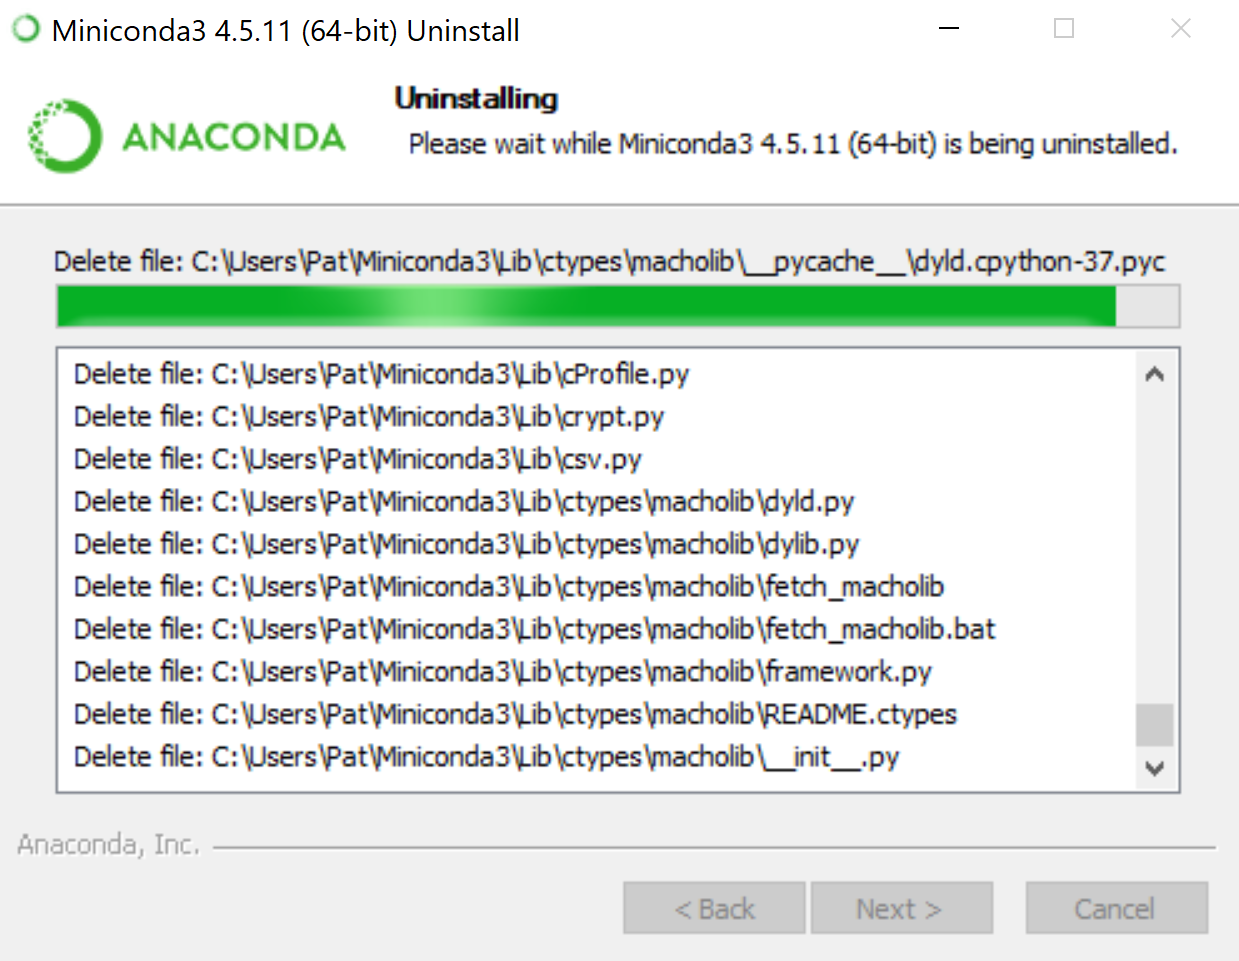 Miniconda3 4.5.11 (64-bit) Uninstall
ANACONDA
Uninstalling
Please wait while Miniconda3 4.5.11 (64-bit) is being uninstalled.
Delete file: C:\Users\Pat\Miniconda3\Lib\ctypes\macholib\__pycache__\dyld.cpython-37.pyc
Delete file: C:\Users\Pat\Miniconda3\Lib\cProfile.py
Delete file: C:\Users\Pat\Miniconda3\Lib\crypt.py
Delete file: C:\Users\Pat\Miniconda3\Lib\csv.py
Delete file: C:\Users\Pat\Miniconda3\Lib\ctypes\macholib\dyld.py
Delete file: C:\Users\Pat\Miniconda3\Lib\ctypes\macholib\dylib.py
Delete file: C:\Users\Pat\Miniconda3\Lib\ctypes\macholib\fetch_macholib
Delete file: C:\Users\Pat\Miniconda3\Lib\ctypes\macholib\fetch_macholib.bat
Delete file: C:\Users\Pat\Miniconda3\Lib\ctypes\macholib\framework.py
Delete file: C:\Users\Pat\Miniconda3\Lib\ctypes\macholib\README.ctypes
Delete file: C:\Users\Pat\Miniconda3\Lib\ctypes\macholib\__init__.py
Anaconda, Inc.
< Back
Next >
Cancel